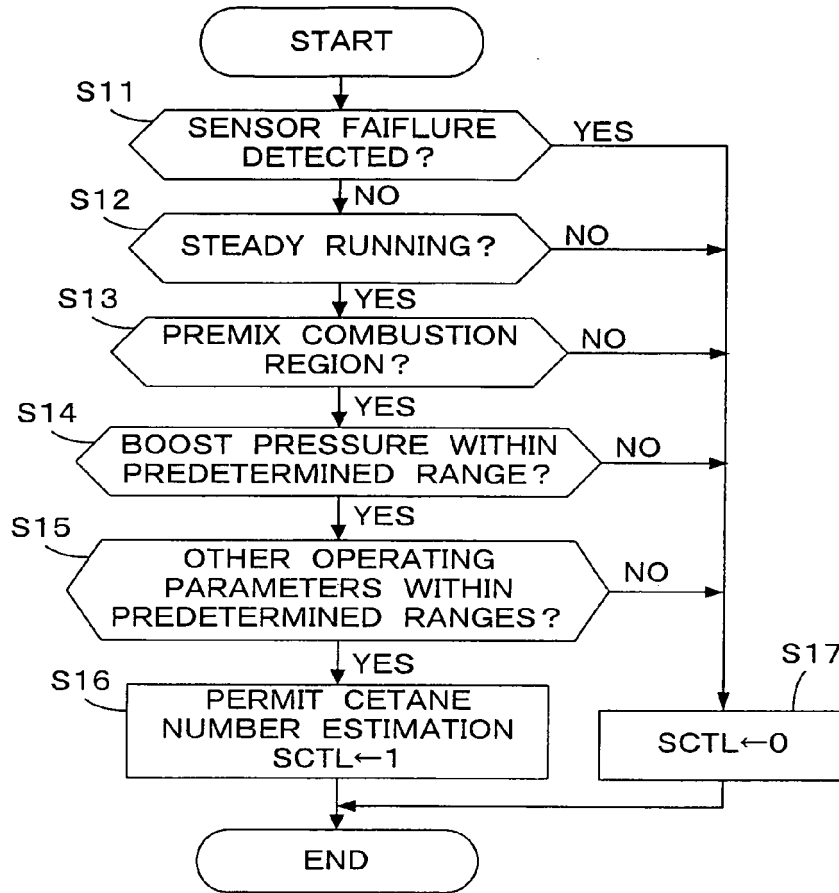 START
S11
SENSOR FAIFLURE
DETECTED?
YES
NO
S12
STEADY RUNNING?
NO
YES
S13
PREMIX COMBUSTION
REGION?
NO
YES
S14
BOOST PRESSURE WITHIN
PREDETERMINED RANGE?
NO
YES
S15
OTHER OPERATING
PARAMETERS WITHIN
PREDETERMINED RANGES?
NO
YES
S16
PERMIT CETANE
NUMBER ESTIMATION
SCTL←1
S17
SCTL←0
END